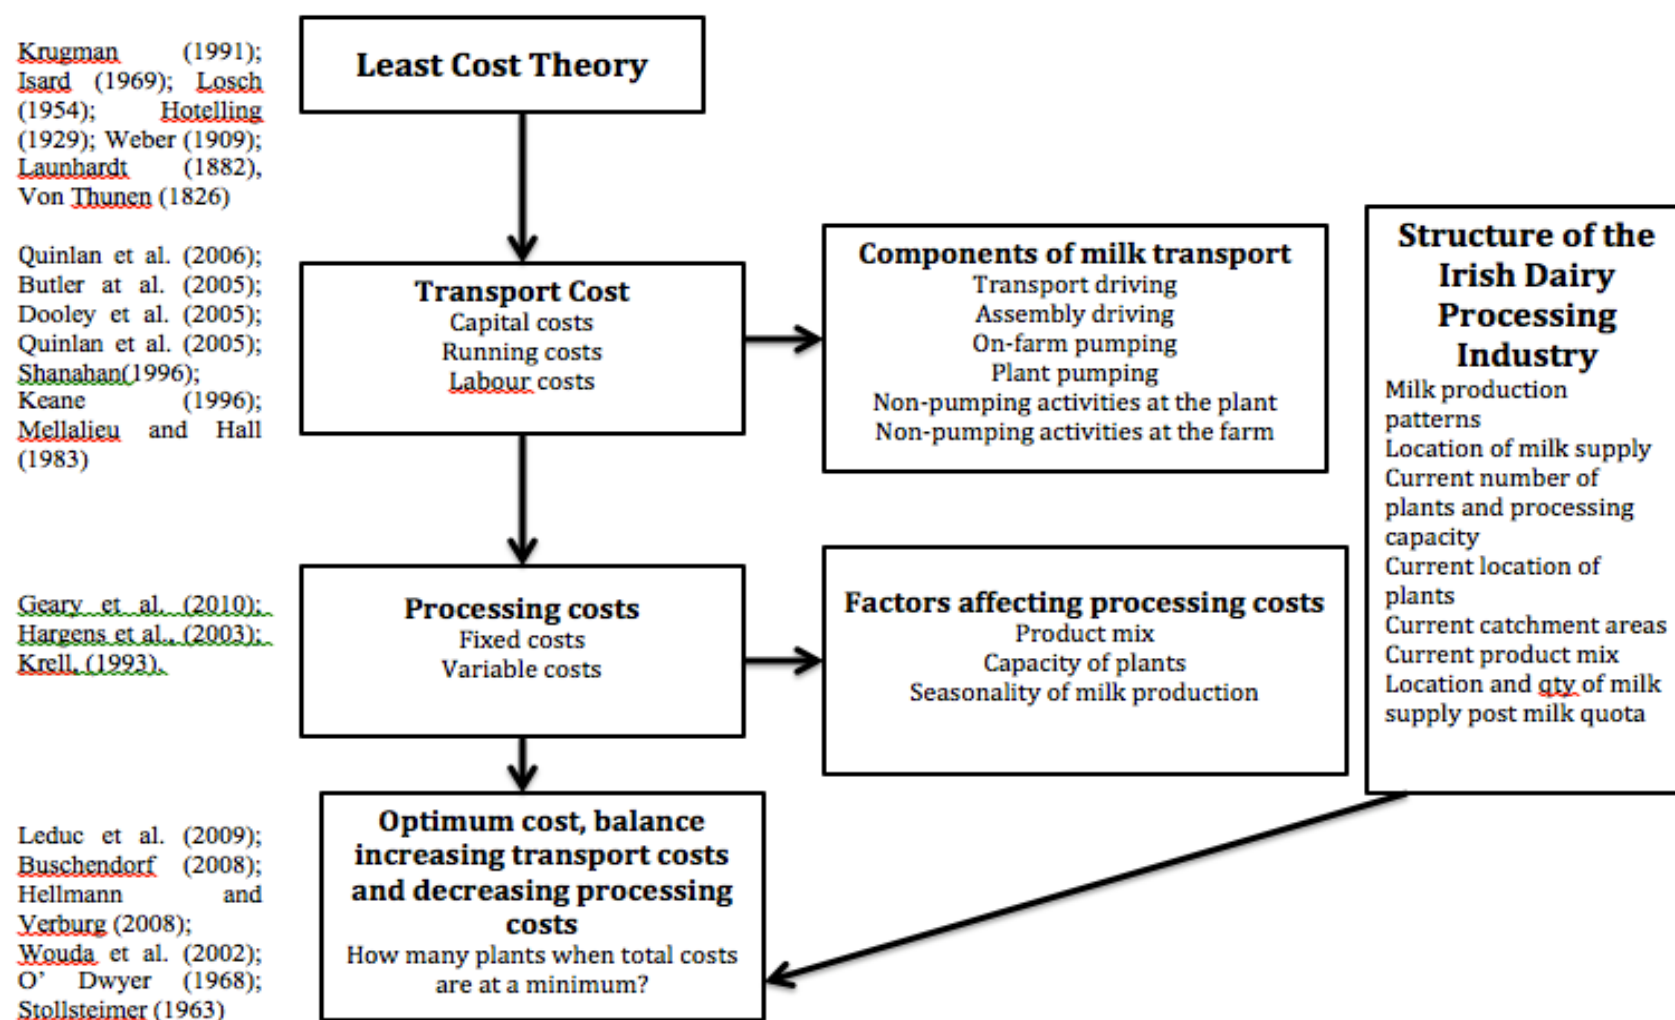 Krugman (1991);
Isard (1969); Losch
(1954); Hotelling
(1929); Weber (1909);
Launhardt (1882),
Von Thunen (1826)
Least Cost Theory
Quinlan et al. (2006);
Butler at al. (2005);
Dooley et al. (2005);
Quinlan et al. (2005);
Shanahan(1996);
Keane (1996);
Mellalieu and Hall
(1983)
Transport Cost
Capital costs
Running costs
Labour costs
Components of milk transport
Transport driving
Assembly driving
On-farm pumping
Plant pumping
Non-pumping activities at the plant
Non-pumping activities at the farm
Structure of the
Irish Dairy
Processing
Industry
Milk production
patterns
Location of milk supply
Current number of
plants and processing
capacity
Current location of
plants
Current catchment areas
Current product mix
Location and qty of milk
supply post milk quota
Geary et al. (2010);
Hargens et al., (2003);
Krell, (1993),
Processing costs
Fixed costs
Variable costs
Factors affecting processing costs
Product mix
Capacity of plants
Seasonality of milk production
Leduc et al. (2009);
Buschendorf (2008);
Hellmann and
Verburg (2008);
Wouda et al. (2002);
O' Dwyer (1968);
Stollsteimer (1963)
Optimum cost, balance
increasing transport costs
and decreasing processing
costs
How many plants when total costs
are at a minimum?